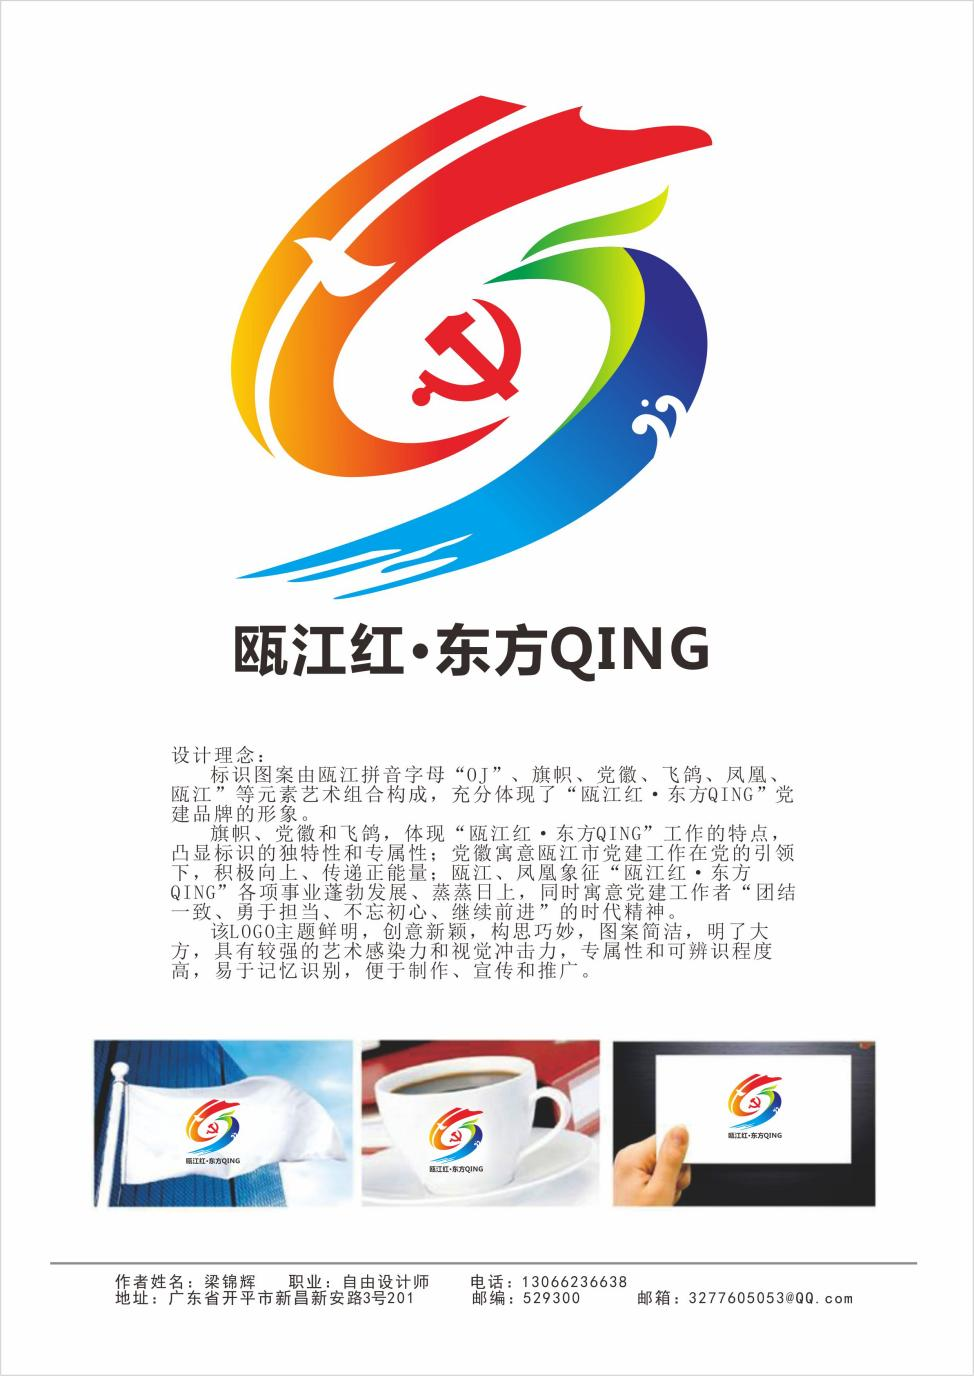 瓯江红·东方QING
设计理念：
标识图案由瓯江拼音字母“OJ”、旗帜、党徽、飞鸽、凤凰、
瓯江”等元素艺术组合构成，充分体现了“瓯江红·东方QING”党
建品牌的形象。
旗帜、党徽和飞鸽，体现“瓯江红·东方QING”工作的特点，
凸显标识的独特性和专属性；党徽寓意瓯江市党建工作在党的引领
下，积极向上、传递正能量；瓯江、凤凰象征“瓯江红·东方
QING”各项事业蓬勃发展、蒸蒸日上，同时寓意党建工作者“团结
一致、勇于担当、不忘初心、继续前进”的时代精神。
该LOGO主题鲜明，创意新颖，构思巧妙，图案简洁，明了大
方，具有较强的艺术感染力和视觉冲击力，专属性和可辨识程度
高，易于记忆识别，便于制作、宣传和推广。
瓯江红·东方QING
瓯江红·东方QING
瓯江红·东方QING
作者姓名：梁锦辉 职业：自由设计师 电话：13066236638
地址：广东省开平市新昌新安路3号201 邮编：529300 邮箱：3277605053@QQ.com